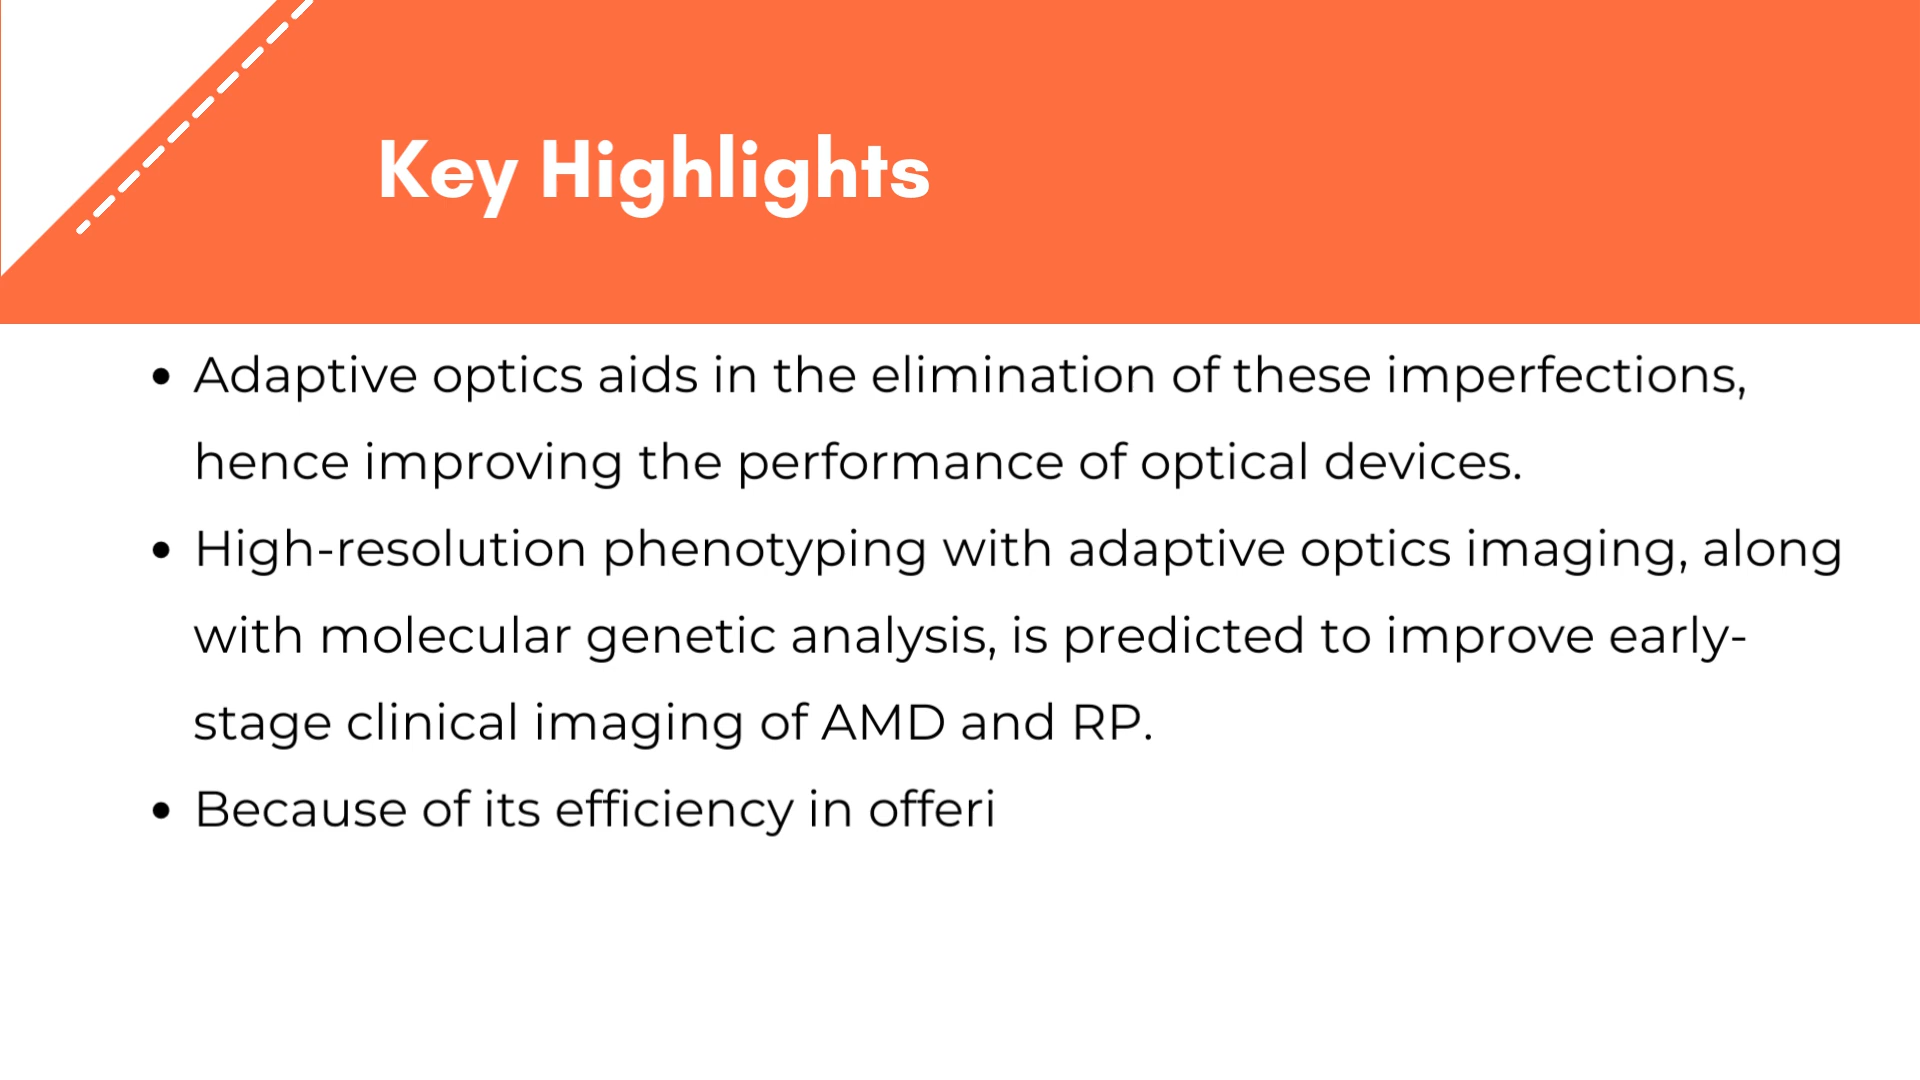 Key Highlights
• Adaptive optics aids in the elimination of these imperfections,
hence improving the performance of optical devices.
• High-resolution phenotyping with adaptive optics imaging, along
with molecular genetic analysis, is predicted to improve early-
stage clinical imaging of AMD and RP.
• Because of its efficiency in offeri